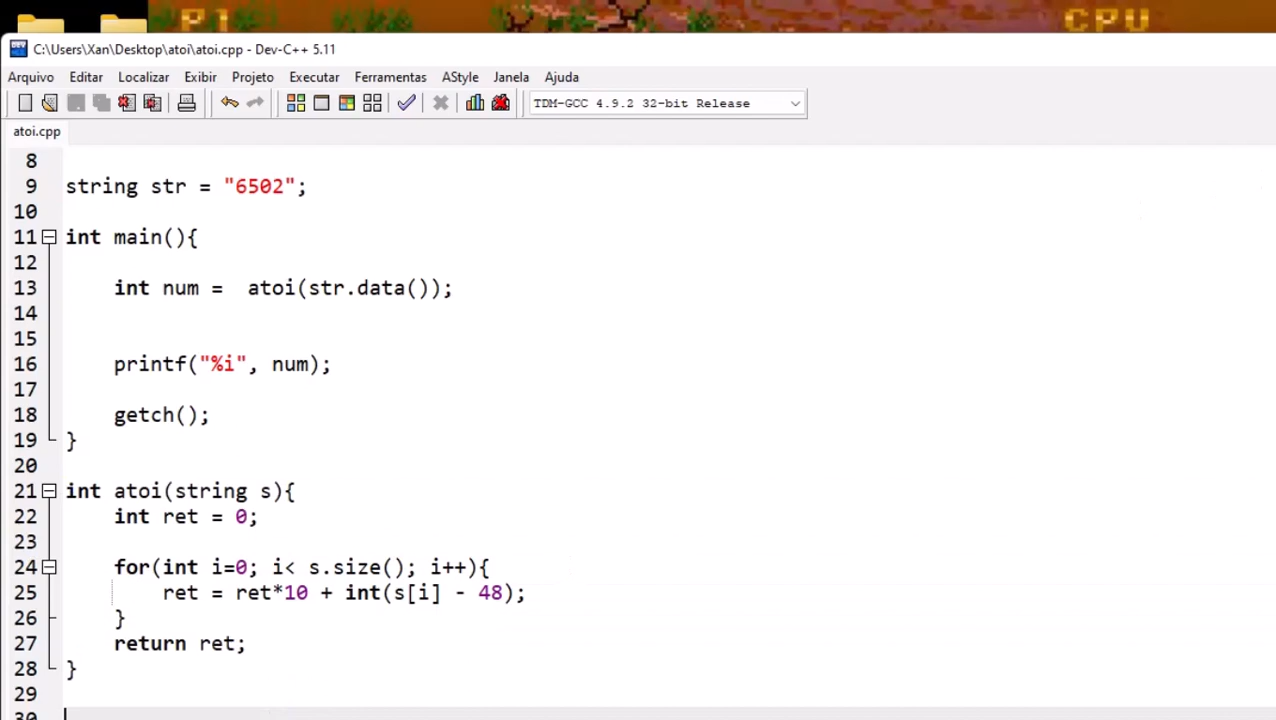 P1
CPU
C:\Users\Xan\Desktop\atoi\atoi.cpp - Dev-C++ 5.11
Arquivo Editar Localizar Exibir Projeto Executar Ferramentas AStyle Janela Ajuda
TDM-GCC 4.9.2 32-bit Release
atoi.cpp
8
9 string str = "6502";
10
11 int main(){
12
13 int num =  atoi(str.data());
14
15
16 printf("%i", num);
17
18 getch();
19 }
20
21 int atoi(string s){
22 int ret = 0;
23
24 for(int i=0; i< s.size(); i++){
25 ret = ret*10 + int(s[i] - 48);
26 }
27 return ret;
28 }
29
30